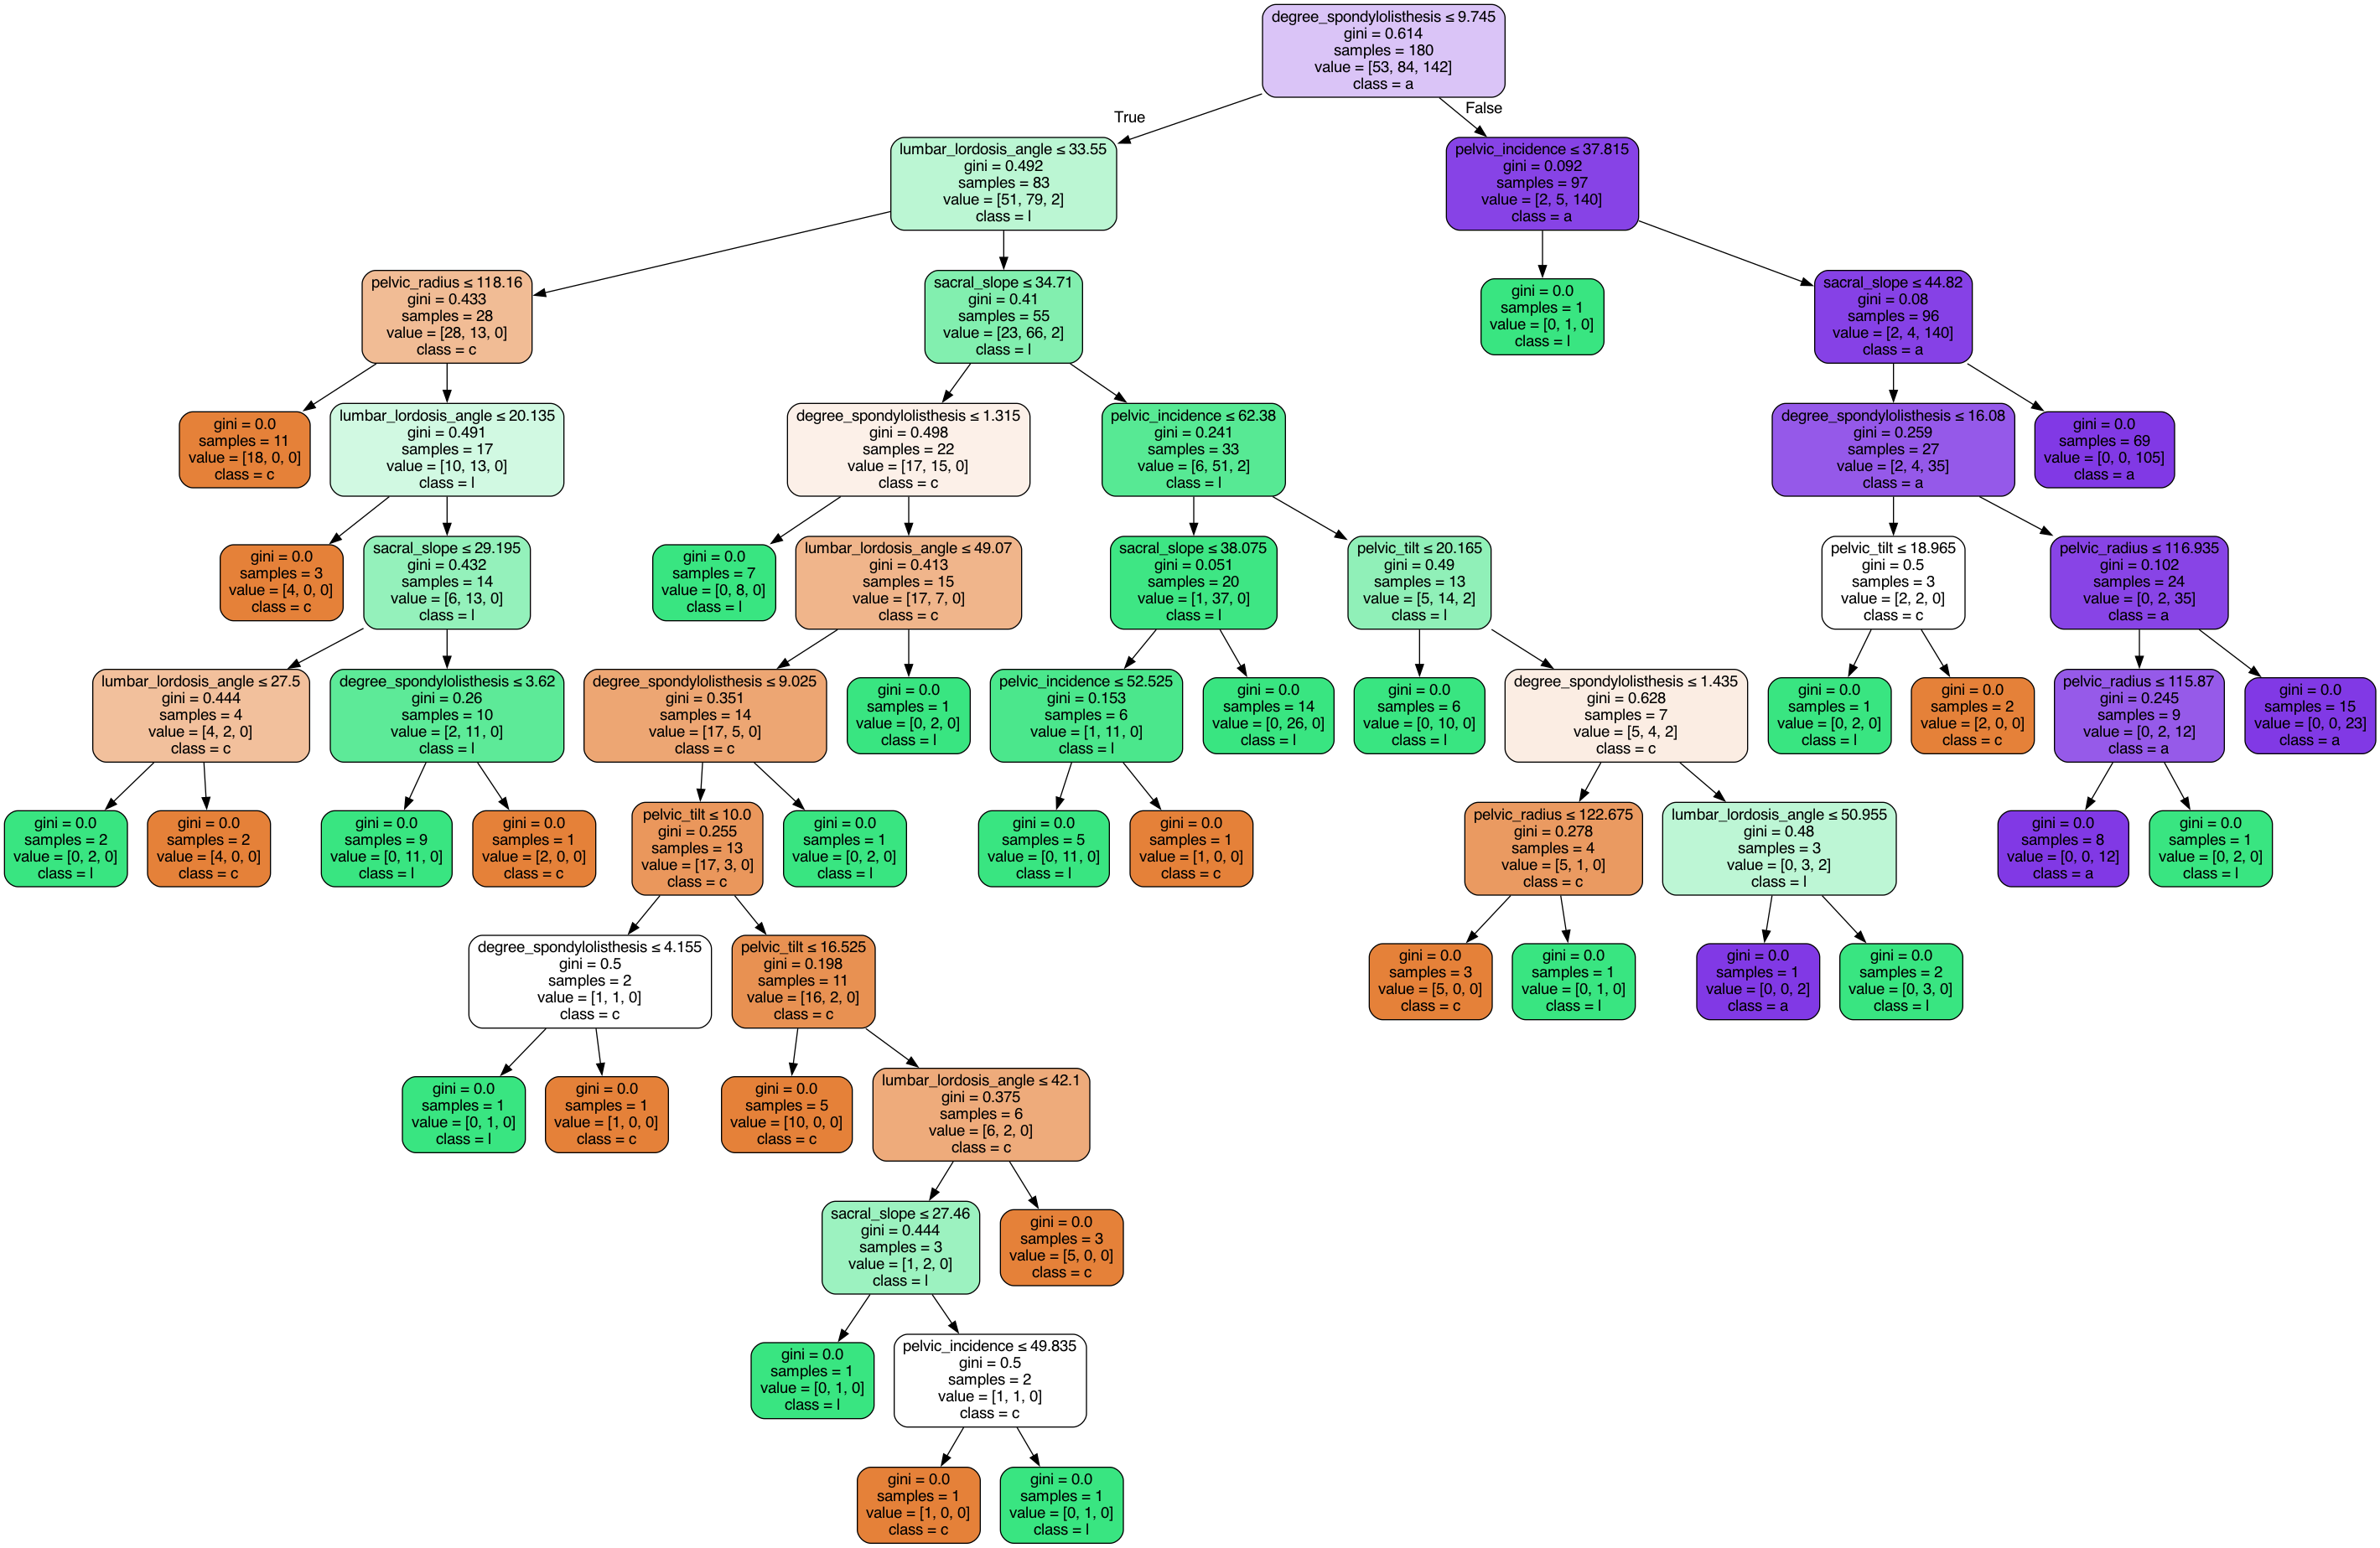 degree_spondylolisthesis ≤ 9.745
gini = 0.614
samples = 180
value = [53, 84, 142]
class = a
True
False
lumbar_lordosis_angle ≤ 33.55
gini = 0.492
samples = 83
value = [51, 79, 2]
class = l
pelvic_incidence ≤ 37.815
gini = 0.092
samples = 97
value = [2, 5, 140]
class = a
pelvic_radius ≤ 118.16
gini = 0.433
samples = 28
value = [28, 13, 0]
class = c
sacral_slope ≤ 34.71
gini = 0.41
samples = 55
value = [23, 66, 2]
class = l
gini = 0.0
samples = 1
value = [0, 1, 0]
class = l
sacral_slope ≤ 44.82
gini = 0.08
samples = 96
value = [2, 4, 140]
class = a
gini = 0.0
samples = 11
value = [18, 0, 0]
class = c
lumbar_lordosis_angle ≤ 20.135
gini = 0.491
samples = 17
value = [10, 13, 0]
class = l
degree_spondylolisthesis ≤ 1.315
gini = 0.498
samples = 22
value = [17, 15, 0]
class = c
pelvic_incidence ≤ 62.38
gini = 0.241
samples = 33
value = [6, 51, 2]
class = l
degree_spondylolisthesis ≤ 16.08
gini = 0.259
samples = 27
value = [2, 4, 35]
class = a
gini = 0.0
samples = 69
value = [0, 0, 105]
class = a
gini = 0.0
samples = 3
value = [4, 0, 0]
class = c
sacral_slope ≤ 29.195
gini = 0.432
samples = 14
value = [6, 13, 0]
class = l
gini = 0.0
samples = 7
value = [0, 8, 0]
class = l
lumbar_lordosis_angle ≤ 49.07
gini = 0.413
samples = 15
value = [17, 7, 0]
class = c
sacral_slope ≤ 38.075
gini = 0.051
samples = 20
value = [1, 37, 0]
class = l
pelvic_tilt ≤ 20.165
gini = 0.49
samples = 13
value = [5, 14, 2]
class = l
pelvic_tilt ≤ 18.965
gini = 0.5
samples = 3
value = [2, 2, 0]
class = c
pelvic_radius ≤ 116.935
gini = 0.102
samples = 24
value = [0, 2, 35]
class = a
lumbar_lordosis_angle ≤ 27.5
gini = 0.444
samples = 4
value = [4, 2, 0]
class = c
degree_spondylolisthesis ≤ 3.62
gini = 0.26
samples = 10
value = [2, 11, 0]
class = l
degree_spondylolisthesis ≤ 9.025
gini = 0.351
samples = 14
value = [17, 5, 0]
class = c
gini = 0.0
samples = 1
value = [0, 2, 0]
class = l
pelvic_incidence ≤ 52.525
gini = 0.153
samples = 6
value = [1, 11, 0]
class = l
gini = 0.0
samples = 14
value = [0, 26, 0]
class = l
gini = 0.0
samples = 6
value = [0, 10, 0]
class = l
degree_spondylolisthesis ≤ 1.435
gini = 0.628
samples = 7
value = [5, 4, 2]
class = c
gini = 0.0
samples = 1
value = [0, 2, 0]
class = l
gini = 0.0
samples = 2
value = [2, 0, 0]
class = c
pelvic_radius ≤ 115.87
gini = 0.245
samples = 9
value = [0, 2, 12]
class = a
gini = 0.0
samples = 15
value = [0, 0, 23]
class = a
gini = 0.0
samples = 2
value = [0, 2, 0]
class = l
gini = 0.0
samples = 2
value = [4, 0, 0]
class = c
gini = 0.0
samples = 9
value = [0, 11, 0]
class = l
gini = 0.0
samples = 1
value = [2, 0, 0]
class = c
pelvic_tilt ≤ 10.0
gini = 0.255
samples = 13
value = [17, 3, 0]
class = c
gini = 0.0
samples = 1
value = [0, 2, 0]
class = l
gini = 0.0
samples = 5
value = [0, 11, 0]
class = l
gini = 0.0
samples = 1
value = [1, 0, 0]
class = c
pelvic_radius ≤ 122.675
gini = 0.278
samples = 4
value = [5, 1, 0]
class = c
lumbar_lordosis_angle ≤ 50.955
gini = 0.48
samples = 3
value = [0, 3, 2]
class = l
gini = 0.0
samples = 8
value = [0, 0, 12]
class = a
gini = 0.0
samples = 1
value = [0, 2, 0]
class = l
degree_spondylolisthesis ≤ 4.155
gini = 0.5
samples = 2
value = [1, 1, 0]
class = c
pelvic_tilt ≤ 16.525
gini = 0.198
samples = 11
value = [16, 2, 0]
class = c
gini = 0.0
samples = 3
value = [5, 0, 0]
class = c
gini = 0.0
samples = 1
value = [0, 1, 0]
class = l
gini = 0.0
samples = 1
value = [0, 0, 2]
class = a
gini = 0.0
samples = 2
value = [0, 3, 0]
class = l
gini = 0.0
samples = 1
value = [0, 1, 0]
class = l
gini = 0.0
samples = 1
value = [1, 0, 0]
class = c
gini = 0.0
samples = 5
value = [10, 0, 0]
class = c
lumbar_lordosis_angle ≤ 42.1
gini = 0.375
samples = 6
value = [6, 2, 0]
class = c
sacral_slope ≤ 27.46
gini = 0.444
samples = 3
value = [1, 2, 0]
class = l
gini = 0.0
samples = 3
value = [5, 0, 0]
class = c
gini = 0.0
samples = 1
value = [0, 1, 0]
class = l
pelvic_incidence ≤ 49.835
gini = 0.5
samples = 2
value = [1, 1, 0]
class = c
gini = 0.0
samples = 1
value = [1, 0, 0]
class = c
gini = 0.0
samples = 1
value = [0, 1, 0]
class = l